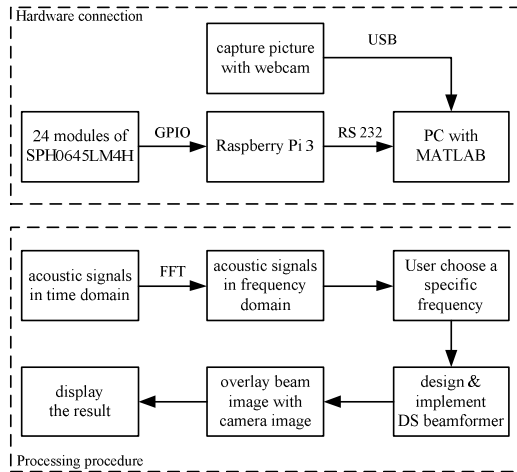 Hardware connection
capture picture
with webcam
USB
24 modules of
SPH0645LM4H
GPIO
Raspberry Pi 3
RS 232
PC with
MATLAB
acoustic signals
in time domain
FFT
acoustic signals
in frequency
domain
User choose a
specific
frequency
display
the result
overlay beam
image with
camera image
design &
implement
DS beamformer
Processing procedure